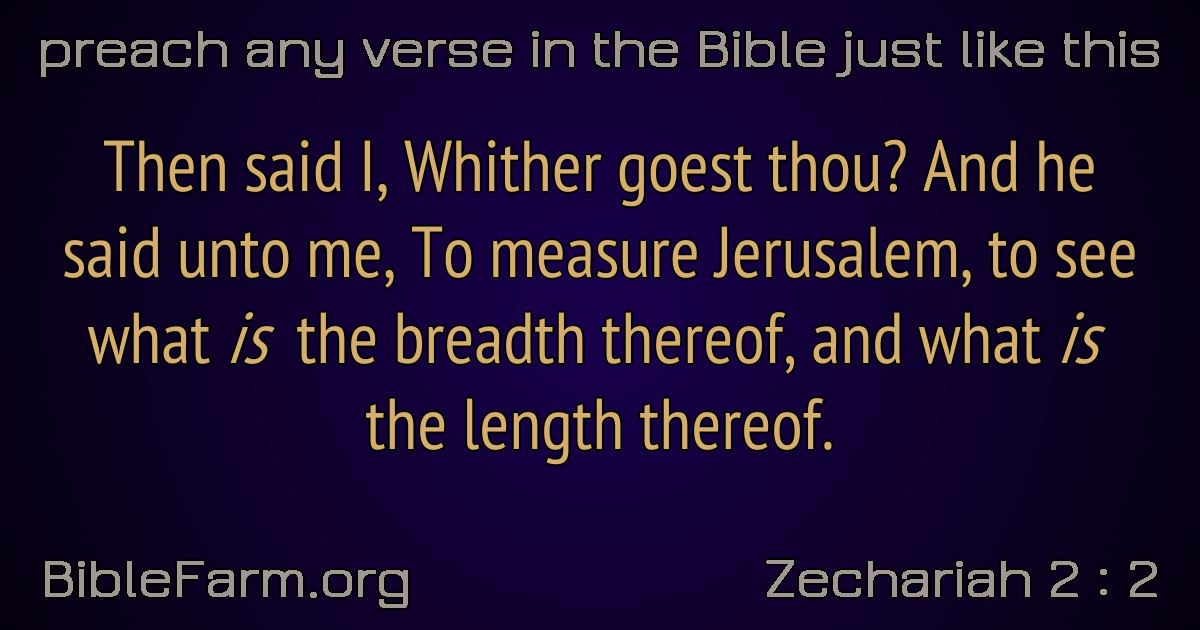 preach any verse in the Bible just like this
Then said I, Whither goest thou? And he
said unto me, To measure Jerusalem, to see
what is the breadth thereof, and what is
the length thereof.
BibleFarm.org
Zechariah 2 : 2